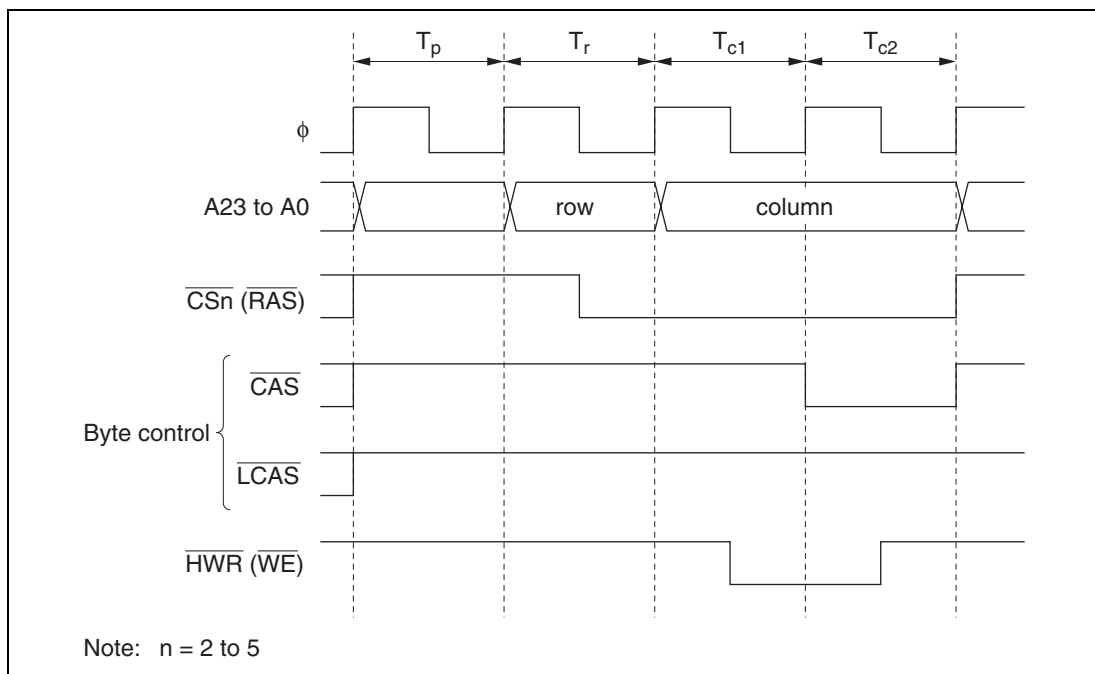 Tp Tr Tc1 Tc2
ϕ
A23 to A0 row column
CSn (RAS)
CAS
Byte control
LCAS
HWR (WE)
Note: n = 2 to 5